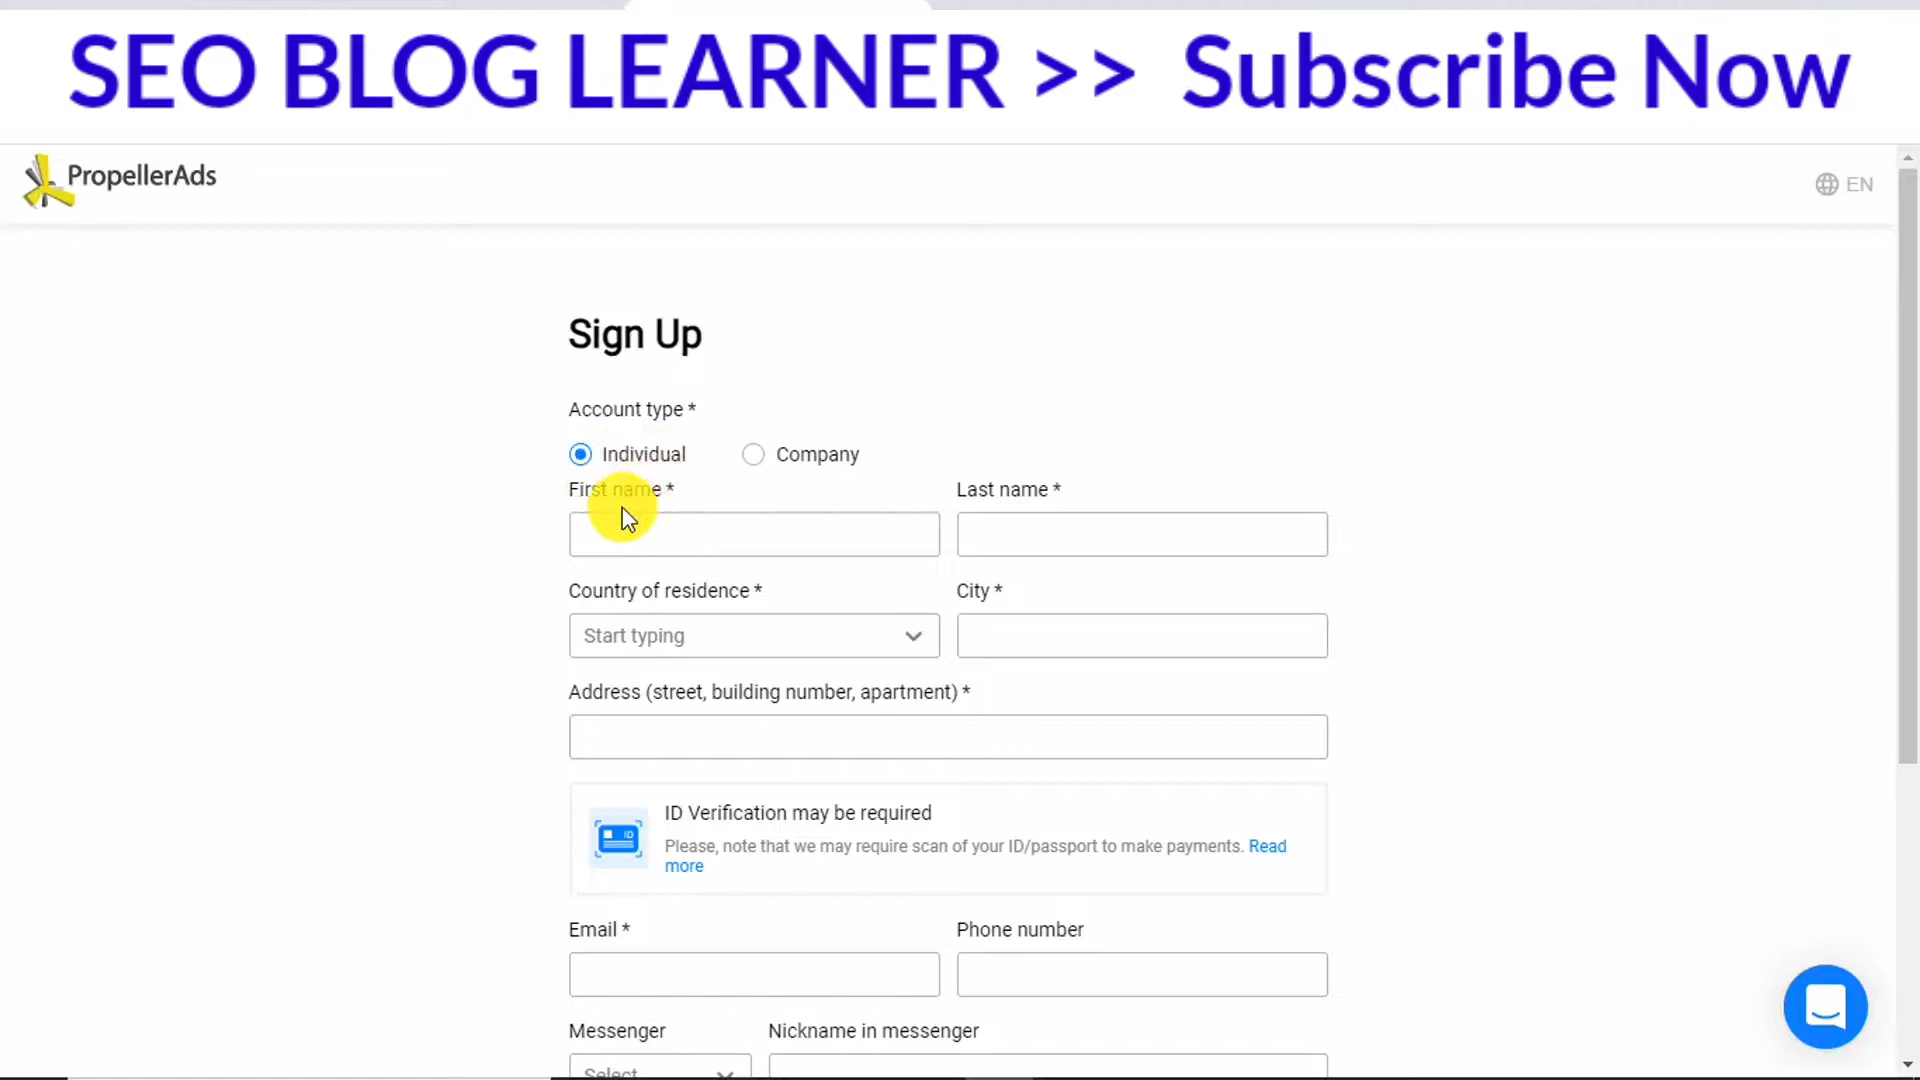 SEO BLOG LEARNER >> Subscribe Now
PropellerAds
EN
Sign Up
Account type *
Individual
Company
First name *
Last name *
Country of residence *
City *
Start typing
Address (street, building number, apartment) *
ID Verification may be required
Please, note that we may require scan of your ID/passport to make payments. Read
more
Email *
Phone number
Messenger
Nickname in messenger
Select